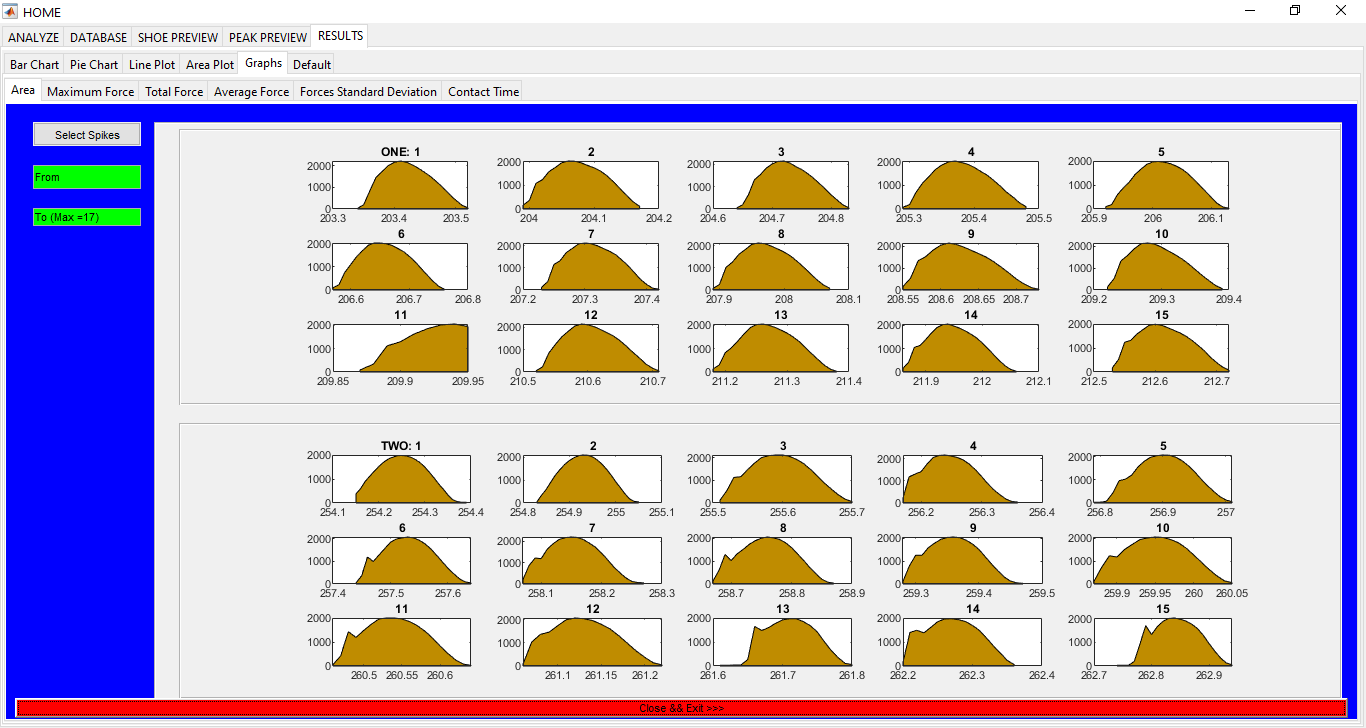 HOME
ANALYZE DATABASE SHOE PREVIEW PEAK PREVIEW RESULTS
Bar Chart Pie Chart Line Plot Area Plot Graphs Default
Area Maximum Force Total Force Average Force Forces Standard Deviation Contact Time
Select Spikes
From
To (Max =17)
ONE: 1 2 3 4 5
2000 2000 2000 2000 2000
1000 1000 1000 1000 1000
0 0 0 0 0
203.3 203.4 203.5 204 204.1 204.2 204.6 204.7 204.8 205.3 205.4 205.5 205.9 206 206.1
6 7 8 9 10
2000 2000 2000 2000 2000
1000 1000 1000 1000 1000
0 0 0 0 0
206.6 206.7 206.8 207.2 207.3 207.4 207.9 208 208.1 208.55 208.6 208.65 208.7 209.2 209.3 209.4
11 12 13 14 15
2000 2000 2000 2000 2000
1000 1000 1000 1000 1000
0 0 0 0 0
209.85 209.9 209.95 210.5 210.6 210.7 211.2 211.3 211.4 211.9 212 212.1 212.5 212.6 212.7
TWO: 1 2 3 4 5
2000 2000 2000 2000 2000
1000 1000 1000 1000 1000
0 0 0 0 0
254.1 254.2 254.3 254.4 254.8 254.9 255 255.1 255.5 255.6 255.7 256.2 256.3 256.4 256.8 256.9 257
6 7 8 9 10
2000 2000 2000 2000 2000
1000 1000 1000 1000 1000
0 0 0 0 0
257.4 257.5 257.6 258.1 258.2 258.3 258.7 258.8 258.9 259.3 259.4 259.5 259.9 259.95 260 260.05
11 12 13 14 15
2000 2000 2000 2000 2000
1000 1000 1000 1000 1000
0 0 0 0 0
260.5 260.55 260.6 261.1 261.15 261.2 261.6 261.7 261.8 262.2 262.3 262.4 262.7 262.8 262.9
Close && Exit >>>